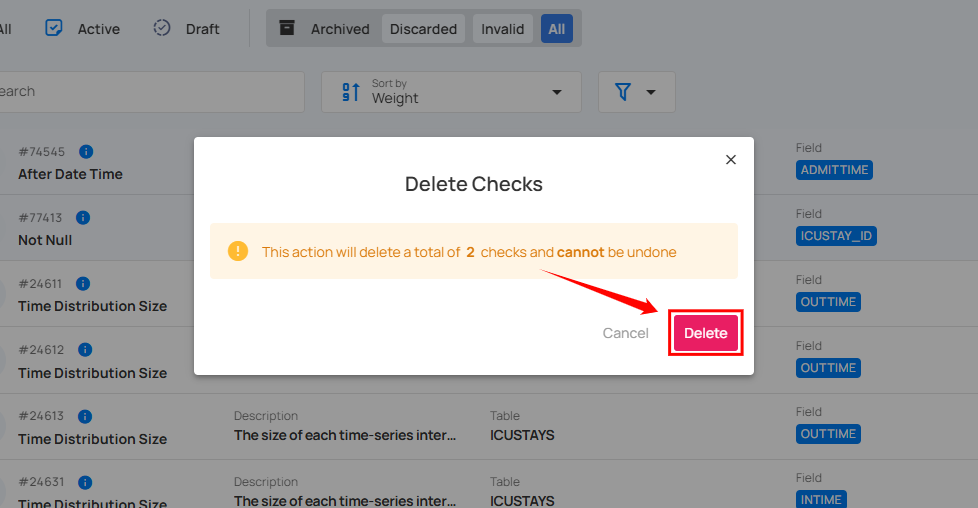 All
Active
Draft
Archived
Discarded
Invalid
All
earch
Sort by
Weight
#74545
After Date Time
Field
ADMITTIME
Delete Checks
#77413
Not Null
Field
ICUSTAY_ID
This action will delete a total of 2 checks and cannot be undone
#24611
Time Distribution Size
Field
OUTTIME
Cancel
Delete
#24612
Time Distribution Size
Field
OUTTIME
#24613
Time Distribution Size
Description
The size of each time-series inter...
Table
ICUSTAYS
Field
OUTTIME
#24631
Time Distribution Size
Description
The size of each time-series inter...
Table
ICUSTAYS
Field
INTIME